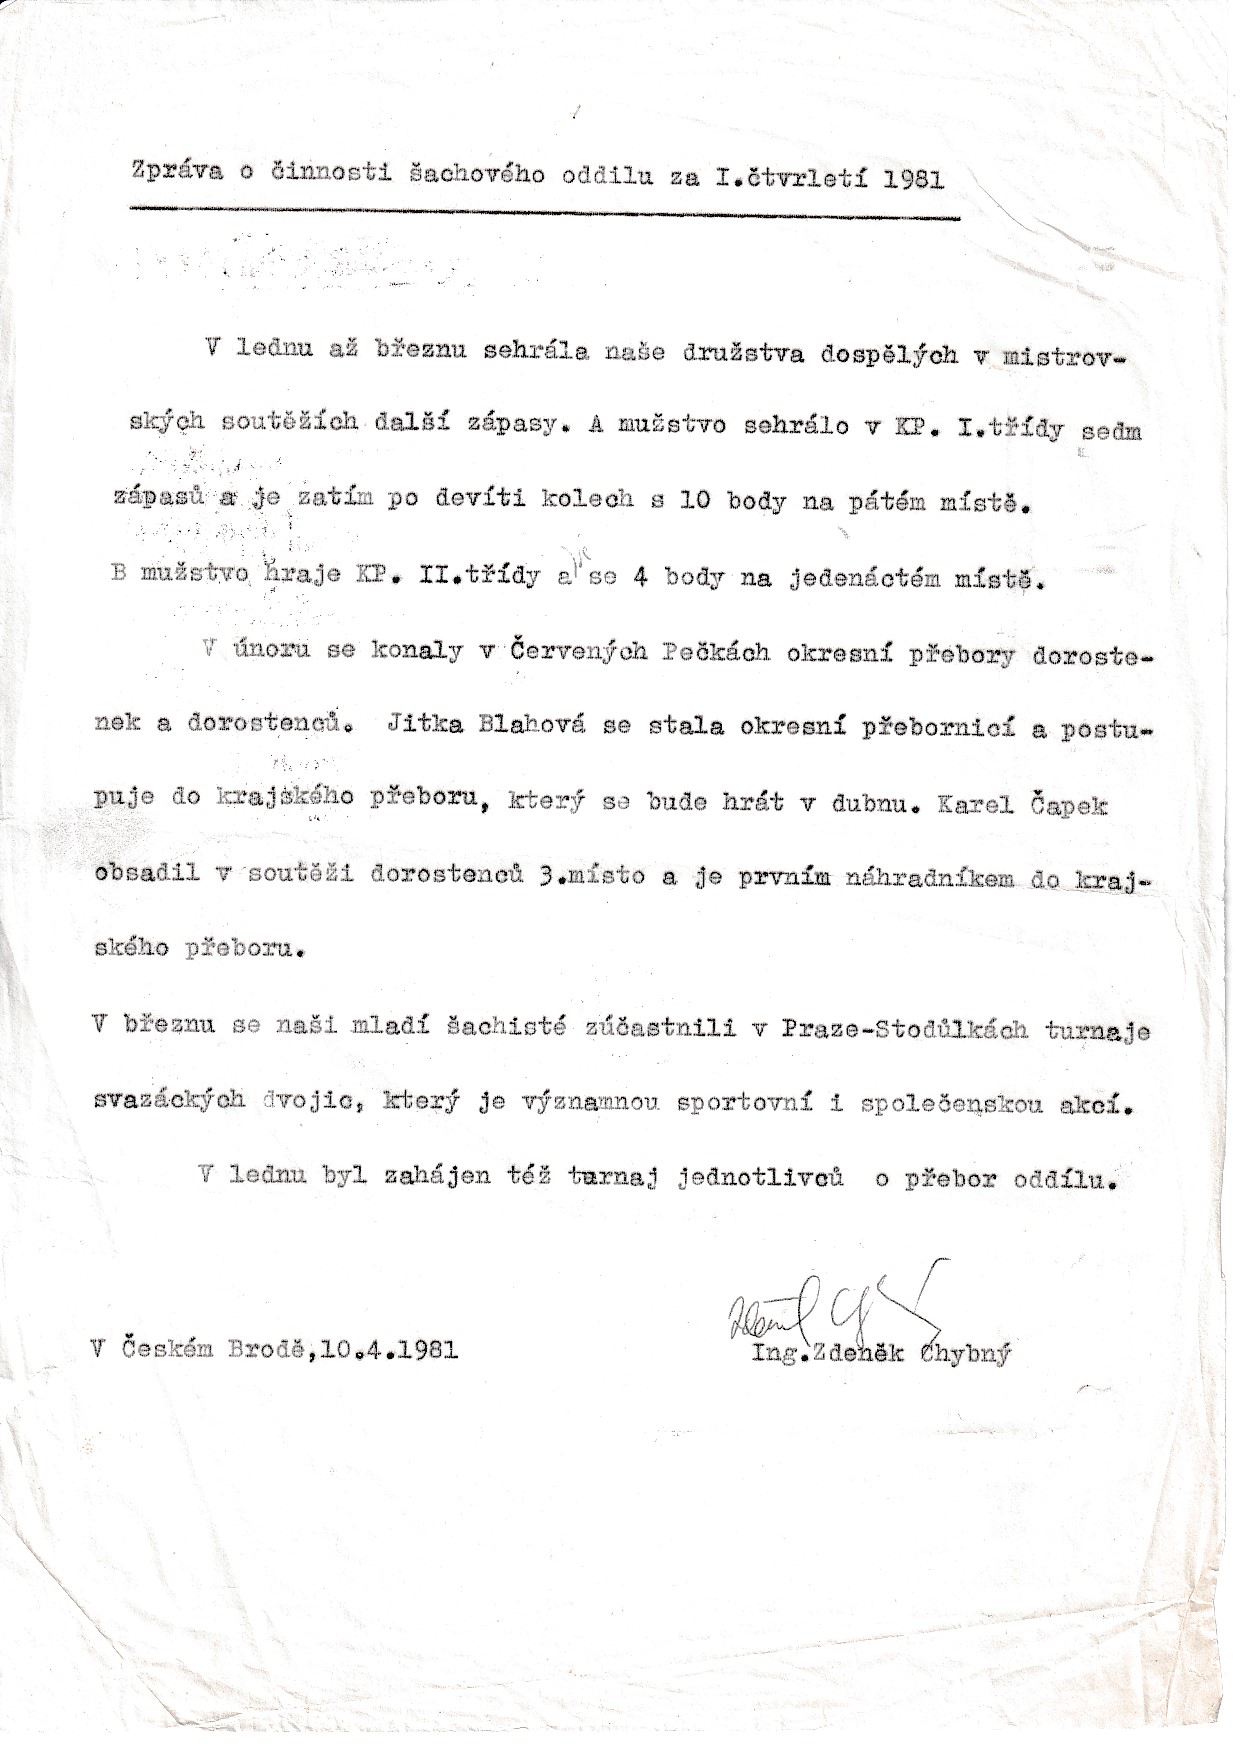 Zpráva o činnosti šachového oddilu za I.čtvrletí 1981
V lednu až březnu sehrála naše družstva dospělých v mistrov-
ských soutěžích další zápasy. A mužstvo sehrálo v KP. I.třídy sedm
zápasů a je zatím po devíti kolech s 10 body na pátém místě.
B mužstvo hraje KP. II.třídy a je se 4 body na jedenáctém místě.
V únoru se konaly v Červených Pečkách okresní přebory doroste-
nek a dorostenců. Jitka Blahová se stala okresní přebornicí a postu-
puje do krajského přeboru, který se bude hrát v dubnu. Karel Čapek
obsadil v soutěži dorostenců 3.místo a je prvním náhradníkem do kraj-
ského přeboru.
V březnu se naši mladí šachisté zúčastnili v Praze-Stodůlkách turnaje
svazáckých dvojic, který je významnou sportovní i společenskou akcí.
V lednu byl zahájen též turnaj jednotlivců o přebor oddílu.
V Českém Brodě,10.4.1981
Ing.Zdeněk Chybný